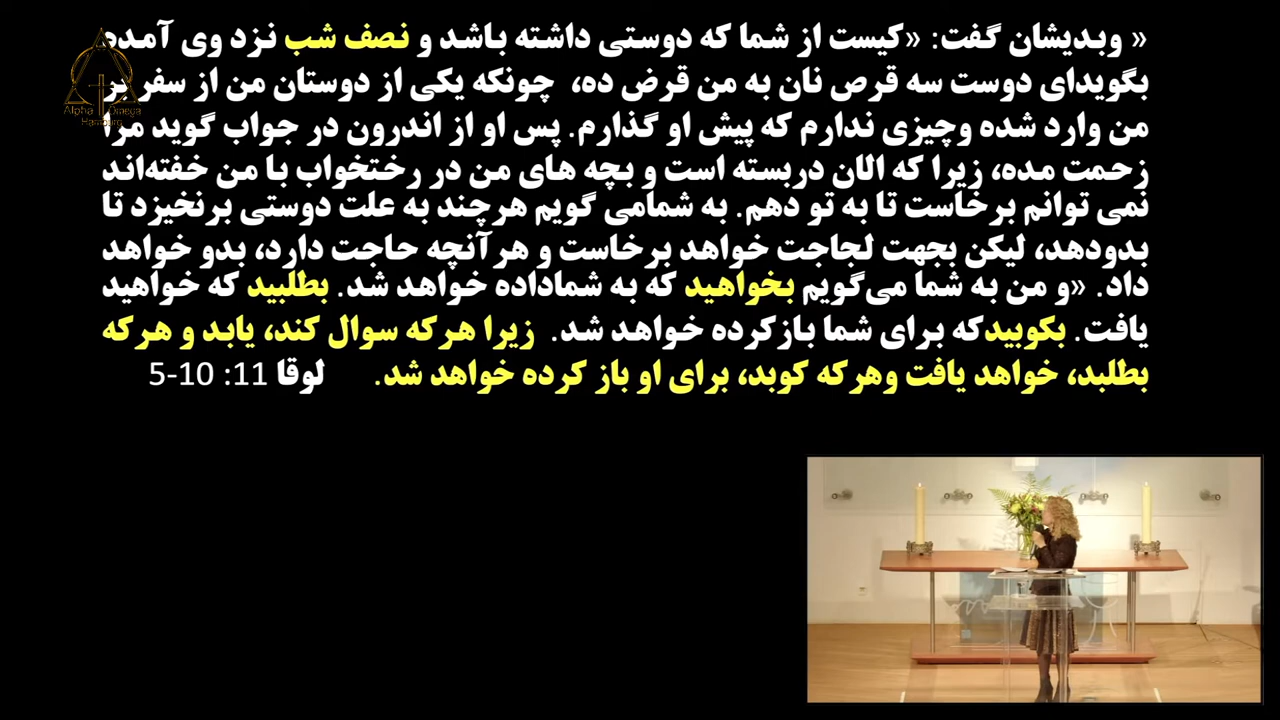 « وبدیشان گفت: «کیست از شما که دوستی داشته باشد و نصف شب نزد وی آمده
بگویدای دوست سه قرص نان به من قرض ده، چونکه یکی از دوستان من از سفر بر
من وارد شده وچیزی ندارم که پیش او گذارم. پس او از اندرون در جواب گوید مرا
زحمت مده، زیرا که الان دربسته است و بچه های من در رختخواب با من خفته‌اند
نمی توانم برخاست تا به تو دهم. به شمامی گویم هرچند به علت دوستی برنخیزد تا
بدودهد، لیکن بجهت لجاجت خواهد برخاست و هرآنچه حاجت دارد، بدو خواهد
داد. «و من به شما می‌گویم بخواهید که به شماداده خواهد شد. بطلبید که خواهید
یافت. بکوبیدکه برای شما بازکرده خواهد شد. زیرا هرکه سوال کند، یابد و هرکه
بطلبد، خواهد یافت وهرکه کوبد، برای او باز کرده خواهد شد. لوقا 11: 10-5
Alpha Omega
Hamburg